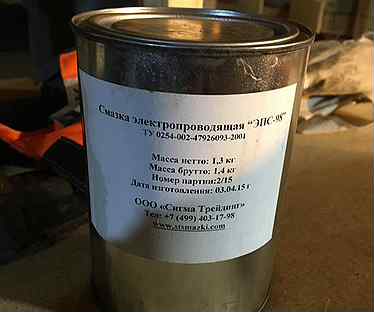 Смазка электропроводящая “ЭПС-98”
ТУ 0254-002-47926093-2001
Масса нетто: 1,3 кг
Масса брутто: 1,4 кг
Номер партии:2/15
Дата изготовления: 03.04.15 г
ООО «Сигма Трейдинг»
Тел: +7 (499) 403-17-98
www.stsmazki.com